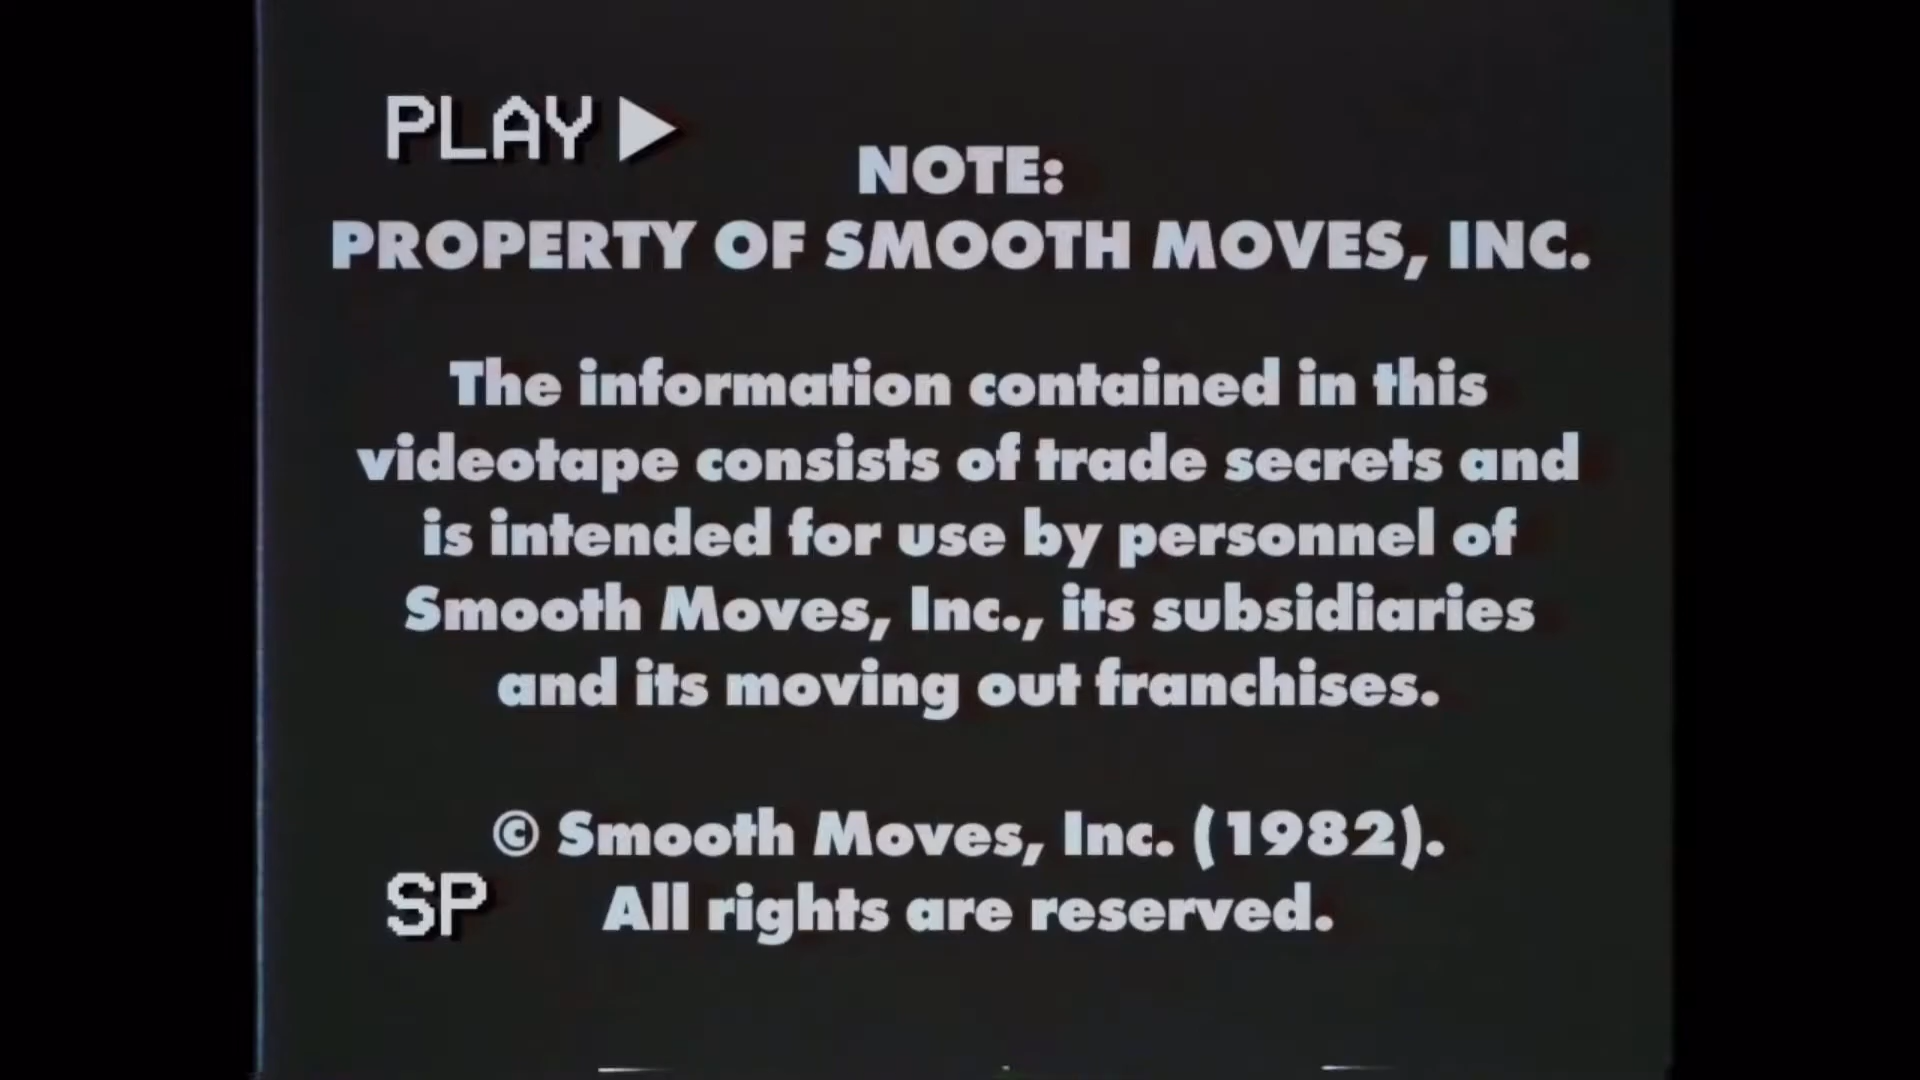 PLAY ▶
NOTE:
PROPERTY OF SMOOTH MOVES, INC.
The information contained in this
videotape consists of trade secrets and
is intended for use by personnel of
Smooth Moves, Inc., its subsidiaries
and its moving out franchises.
© Smooth Moves, Inc. (1982).
All rights are reserved.
SP